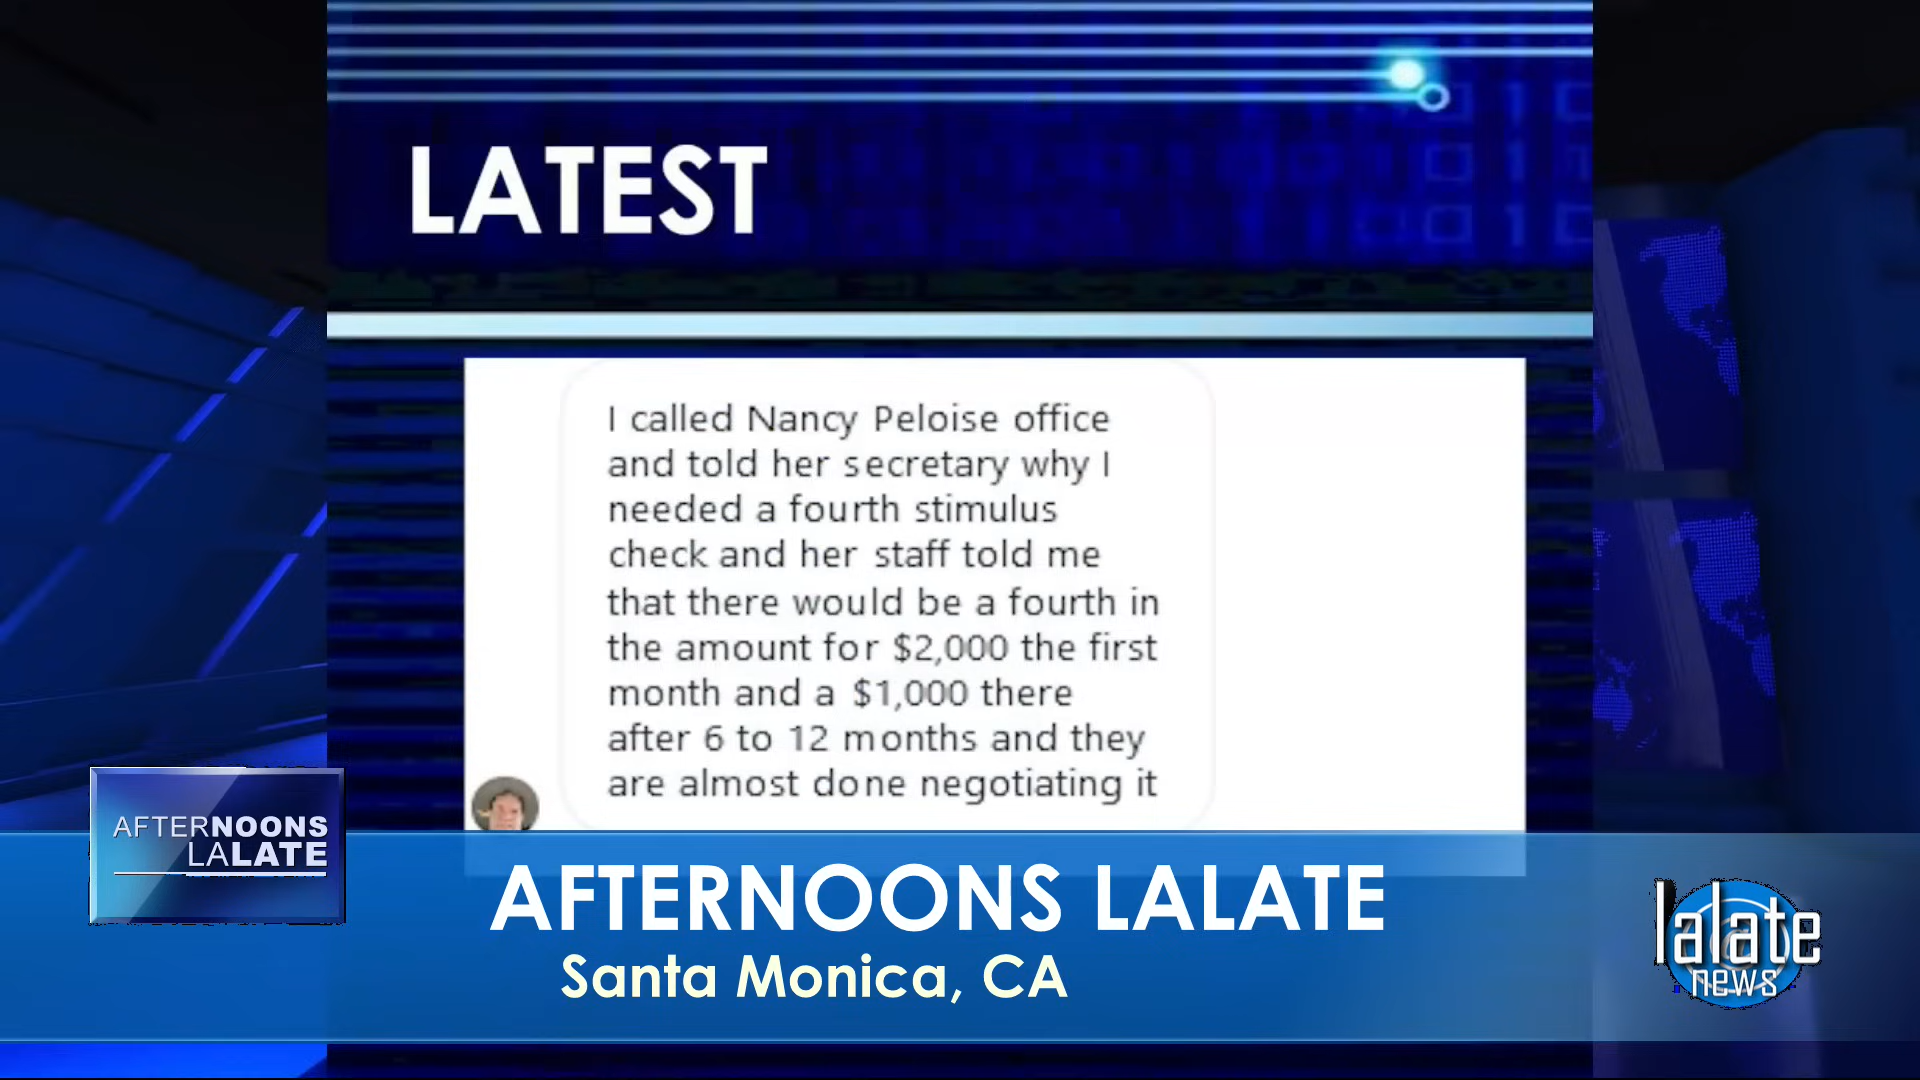 LATEST
I called Nancy Peloise office
and told her secretary why I
needed a fourth stimulus
check and her staff told me
that there would be a fourth in
the amount for $2,000 the first
month and a $1,000 there
after 6 to 12 months and they
are almost done negotiating it
AFTERNOONS
LALATE
AFTERNOONS LALATE
Santa Monica, CA
lalate
news